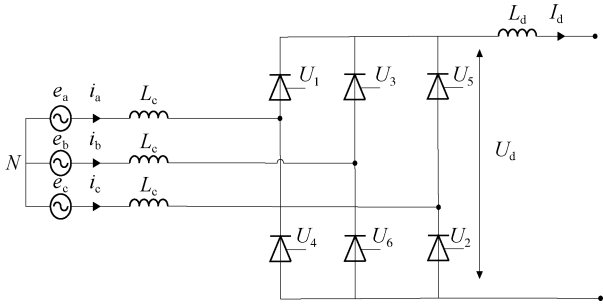 L_d I_d
U_1 U_3 U_5
e_a i_a L_c
e_b i_b L_c
N U_d
e_c i_c L_c
U_4 U_6 U_2